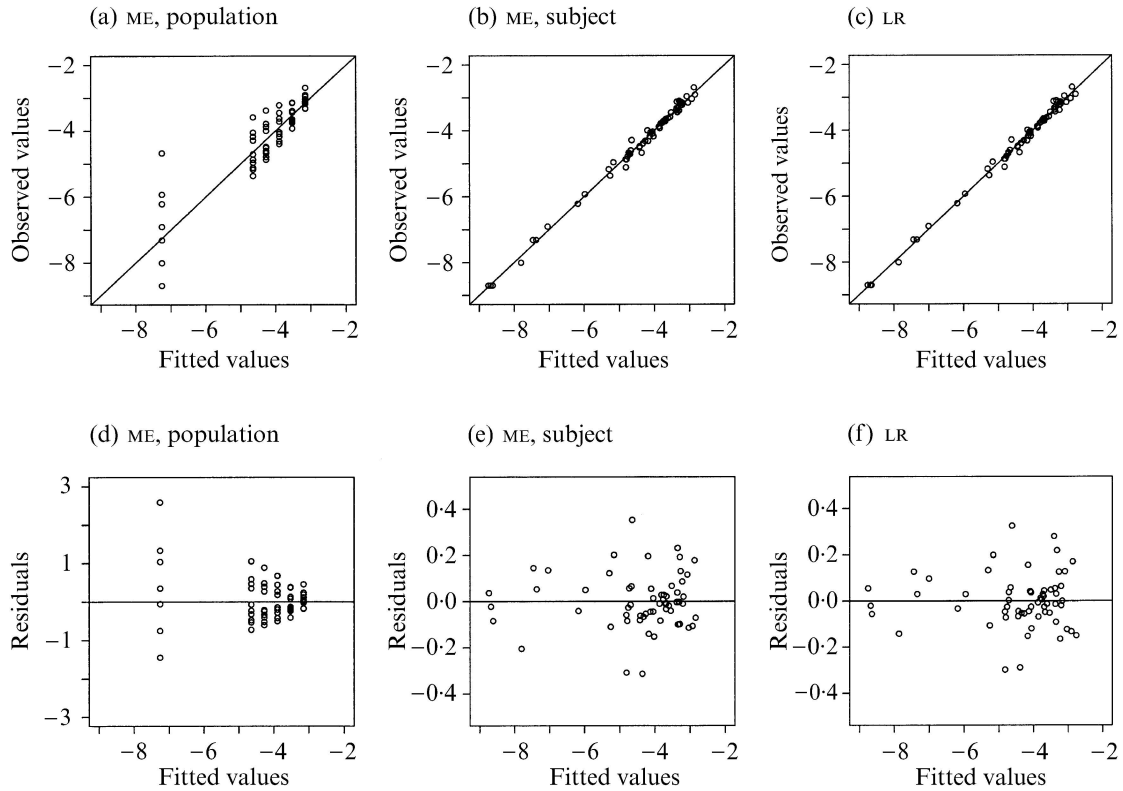 (a) ME, population
(b) ME, subject
(c) LR
−2
−4
−6
−8
Observed values
−8 −6 −4 −2
Fitted values
−2
−4
−6
−8
Observed values
−8 −6 −4 −2
Fitted values
−2
−4
−6
−8
Observed values
−8 −6 −4 −2
Fitted values
(d) ME, population
(e) ME, subject
(f) LR
3
1
−1
−3
Residuals
−8 −6 −4 −2
Fitted values
0·4
0·2
0·0
−0·2
−0·4
Residuals
−8 −6 −4 −2
Fitted values
0·4
0·2
0·0
−0·2
−0·4
Residuals
−8 −6 −4 −2
Fitted values